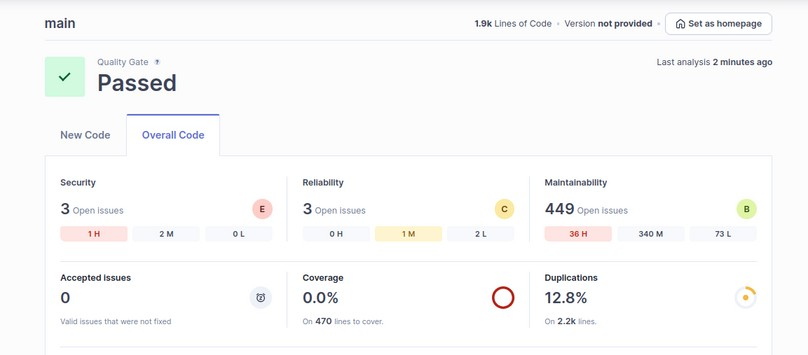 main
1.9k Lines of Code • Version not provided • Set as homepage
Quality Gate ?
Passed
Last analysis 2 minutes ago
New Code
Overall Code
Security
3 Open issues E
1 H 2 M 0 L
Reliability
3 Open issues C
0 H 1 M 2 L
Maintainability
449 Open issues B
36 H 340 M 73 L
Accepted issues
0
Valid issues that were not fixed
Coverage
0.0%
On 470 lines to cover.
Duplications
12.8%
On 2.2k lines.